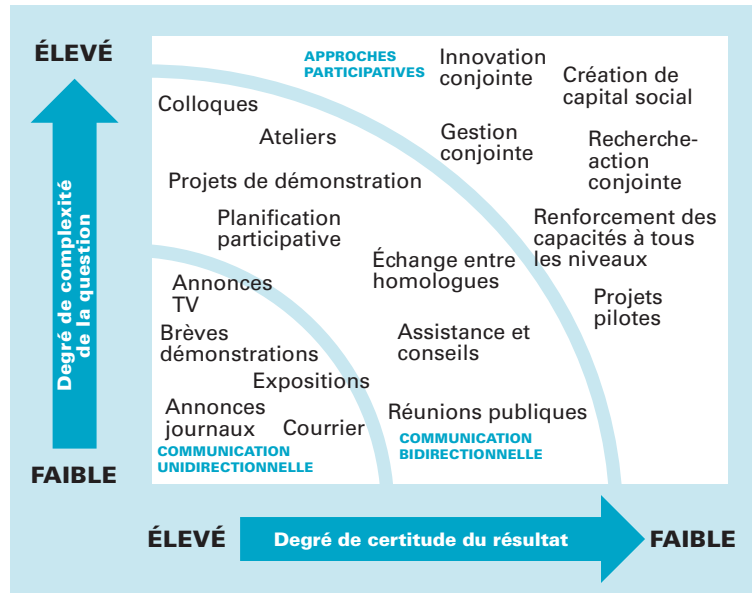 ÉLEVÉ
Degré de complexité
de la question
FAIBLE
APPROCHES
PARTICIPATIVES
Innovation
conjointe
Création de
capital social
Colloques
Ateliers
Gestion
conjointe
Recherche-
action
conjointe
Projets de démonstration
Planification
participative
Renforcement des
capacités à tous
les niveaux
Échange entre
homologues
Annonces
TV
Projets
pilotes
Brèves
démonstrations
Assistance et
conseils
Expositions
Annonces
journaux
Courrier
Réunions publiques
COMMUNICATION
UNIDIRECTIONNELLE
COMMUNICATION
BIDIRECTIONNELLE
ÉLEVÉ
Degré de certitude du résultat
FAIBLE